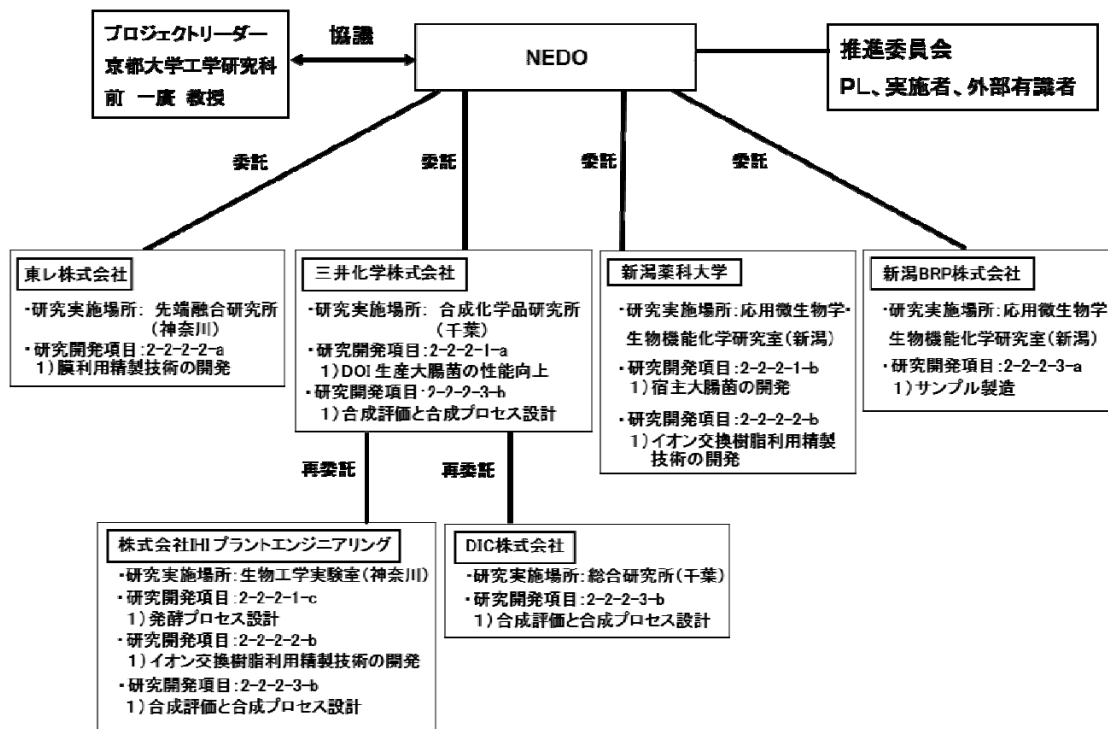 プロジェクトリーダー
京都大学工学研究科
前 一廣 教授
協議
NEDO
推進委員会
PL、実施者、外部有識者
委託
委託
委託
委託
東レ株式会社
・研究実施場所: 先端融合研究所
(神奈川)
・研究開発項目:2-2-2-2-a
1)膜利用精製技術の開発
三井化学株式会社
・研究実施場所: 合成化学品研究所
(千葉)
・研究開発項目:2-2-2-1-a
1)DOI生産大腸菌の性能向上
・研究開発項目:2-2-2-3-b
1)合成評価と合成プロセス設計
新潟薬科大学
・研究実施場所:応用微生物学・
生物機能化学研究室(新潟)
・研究開発項目:2-2-2-1-b
1)宿主大腸菌の開発
・研究開発項目:2-2-2-2-b
1)イオン交換樹脂利用精製
技術の開発
新潟BRP株式会社
・研究実施場所:応用微生物学・
生物機能化学研究室(新潟)
・研究開発項目:2-2-2-3-a
1)サンプル製造
再委託
再委託
株式会社IHIプラントエンジニアリング
・研究実施場所:生物工学実験室(神奈川)
・研究開発項目:2-2-2-1-c
1)発酵プロセス設計
・研究開発項目:2-2-2-2-b
1)イオン交換樹脂利用精製技術の開発
・研究開発項目:2-2-2-3-b
1)合成評価と合成プロセス設計
DIC株式会社
・研究実施場所:総合研究所(千葉)
・研究開発項目:2-2-2-3-b
1)合成評価と合成プロセス設計